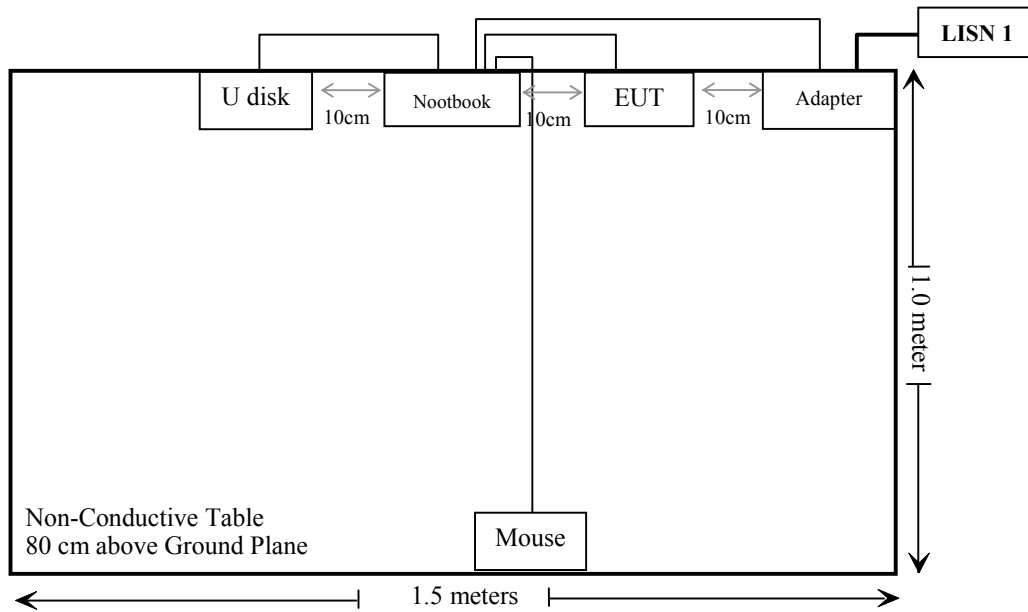 LISN 1
U disk
Nootbook
EUT
Adapter
10cm
10cm
10cm
1.0 meter
Non-Conductive Table
80 cm above Ground Plane
Mouse
1.5 meters